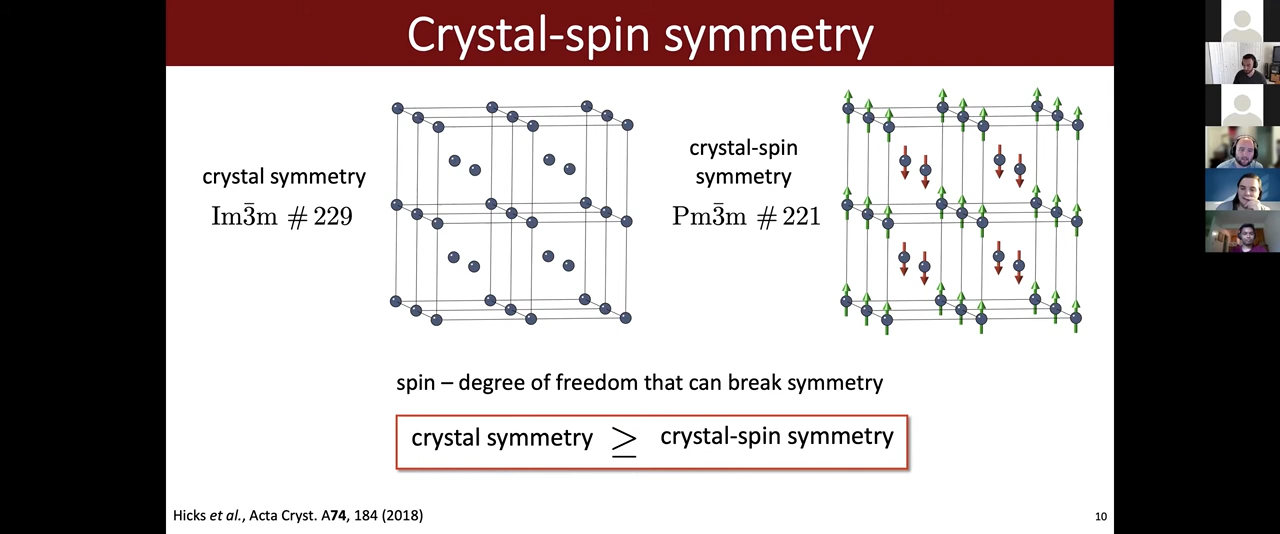 Crystal-spin symmetry
crystal symmetry
Im3̄m # 229
crystal-spin
symmetry
Pm3̄m # 221
spin – degree of freedom that can break symmetry
crystal symmetry ≥ crystal-spin symmetry
Hicks et al., Acta Cryst. A74, 184 (2018)
10